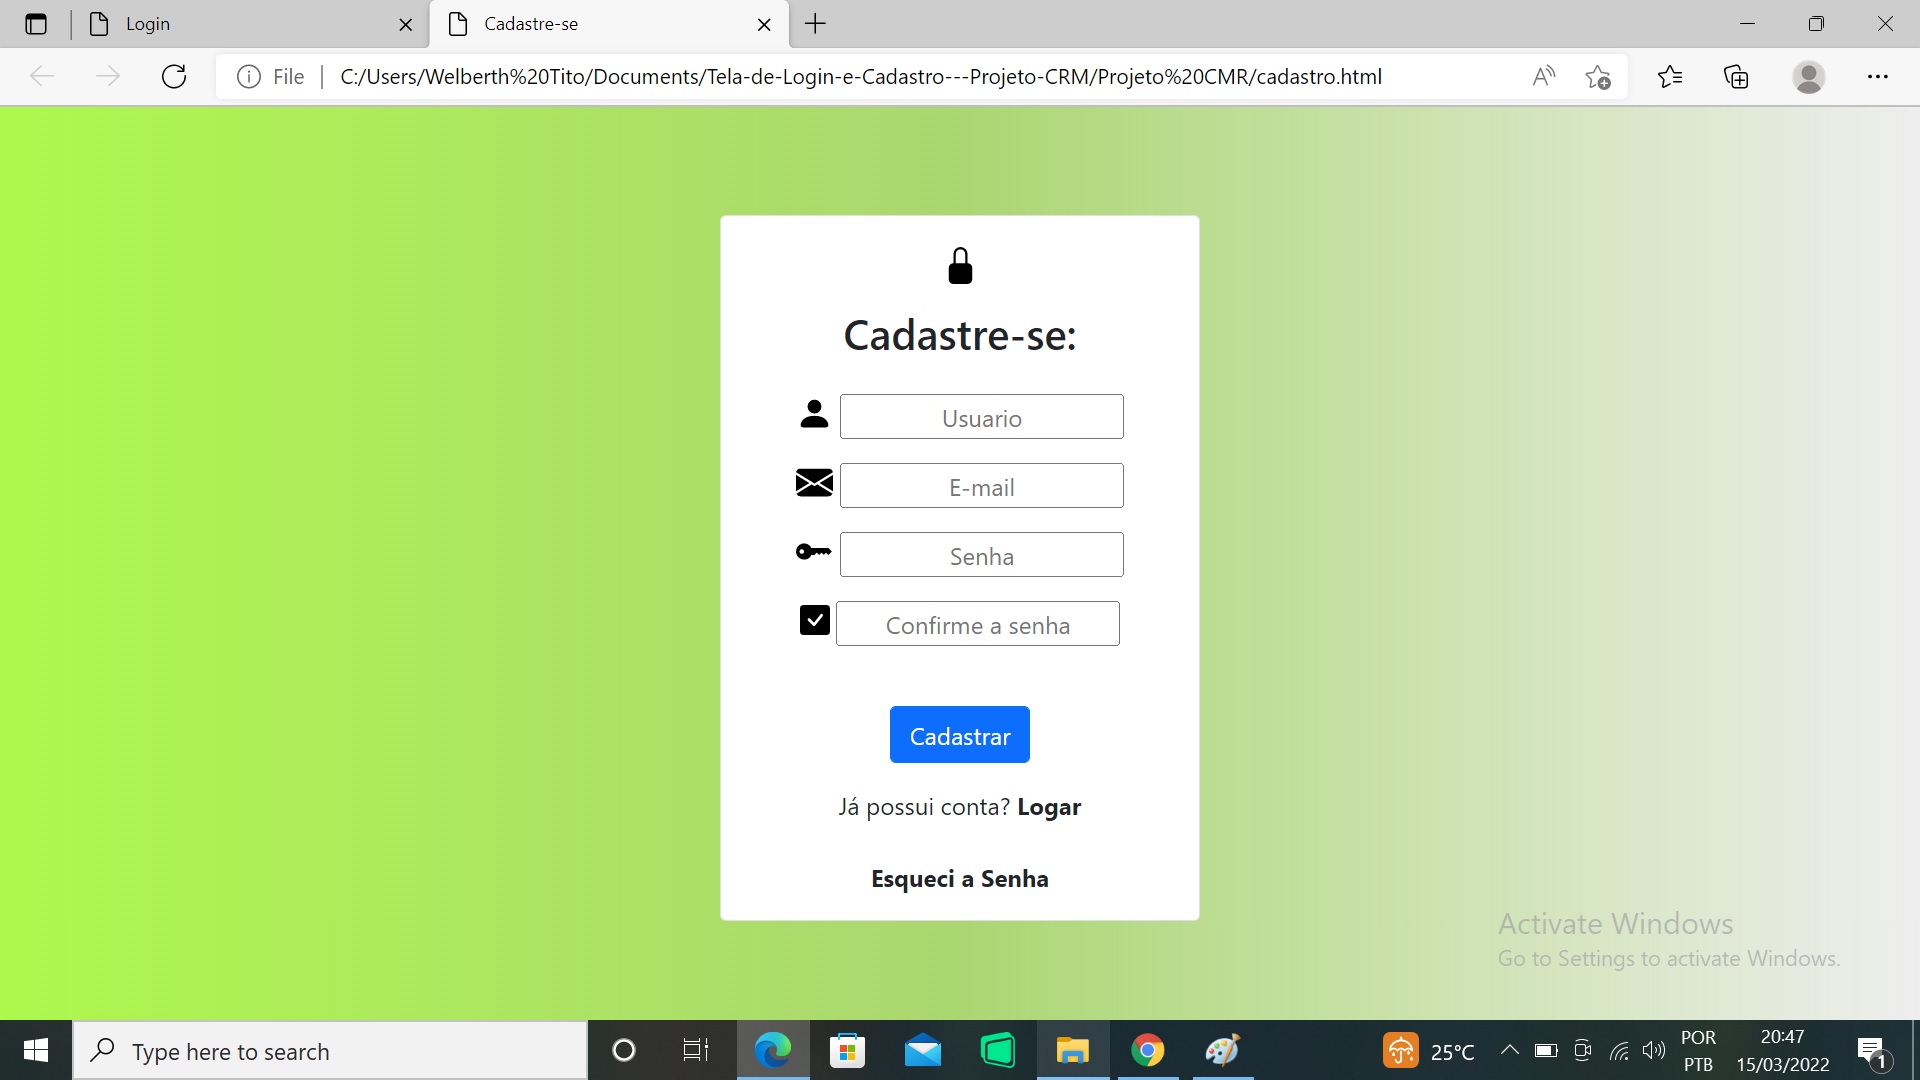 Login
Cadastre-se
File
C:/Users/Welberth%20Tito/Documents/Tela-de-Login-e-Cadastro---Projeto-CRM/Projeto%20CMR/cadastro.html
Cadastre-se:
Usuario
E-mail
Senha
Confirme a senha
Cadastrar
Já possui conta? Logar
Esqueci a Senha
Activate Windows
Go to Settings to activate Windows.
Type here to search
25°C
POR
PTB
20:47
15/03/2022
1